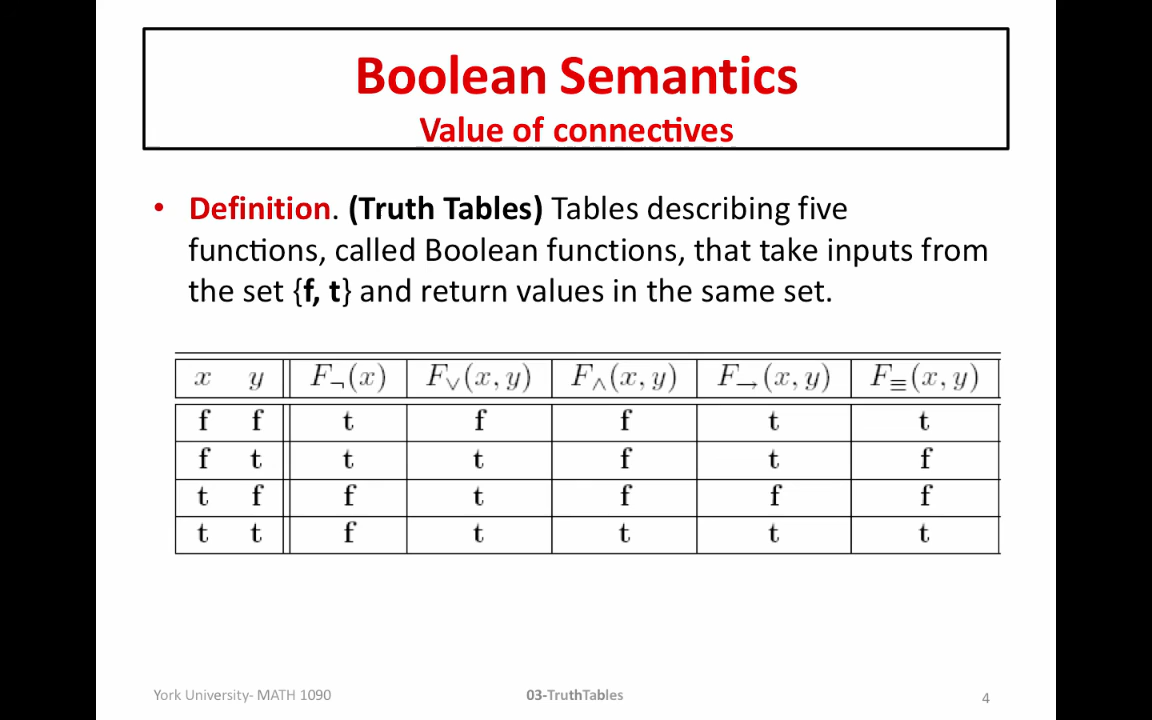 Boolean Semantics
Value of connectives
• Definition. (Truth Tables) Tables describing five
functions, called Boolean functions, that take inputs from
the set {f, t} and return values in the same set.
x y F¬(x) F∨(x, y) F∧(x, y) F→(x, y) F≡(x, y)
f f t f f t t
f t t t f t f
t f f t f f f
t t f t t t t
York University- MATH 1090 03-TruthTables 4